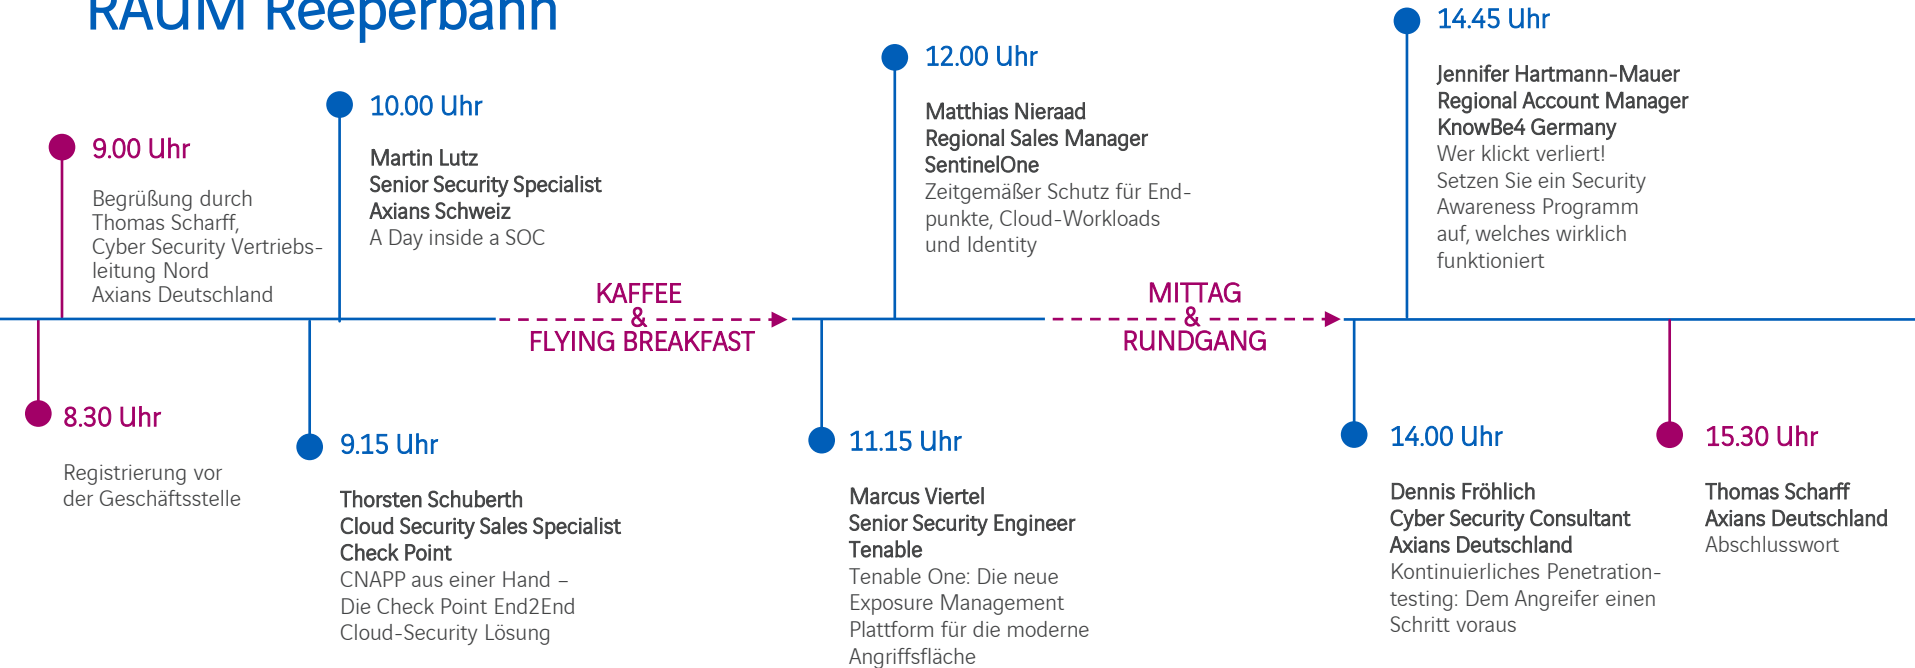 RAUM Reeperbahn
8.30 Uhr
Registrierung vor
der Geschäftsstelle
9.00 Uhr
Begrüßung durch
Thomas Scharff,
Cyber Security Vertriebs-
leitung Nord
Axians Deutschland
9.15 Uhr
Thorsten Schuberth
Cloud Security Sales Specialist
Check Point
CNAPP aus einer Hand –
Die Check Point End2End
Cloud-Security Lösung
10.00 Uhr
Martin Lutz
Senior Security Specialist
Axians Schweiz
A Day inside a SOC
KAFFEE
&
FLYING BREAKFAST
11.15 Uhr
Marcus Viertel
Senior Security Engineer
Tenable
Tenable One: Die neue
Exposure Management
Plattform für die moderne
Angriffsfläche
12.00 Uhr
Matthias Nieraad
Regional Sales Manager
SentinelOne
Zeitgemäßer Schutz für End-
punkte, Cloud-Workloads
und Identity
MITTAG
&
RUNDGANG
14.00 Uhr
Dennis Fröhlich
Cyber Security Consultant
Axians Deutschland
Kontinuierliches Penetration-
testing: Dem Angreifer einen
Schritt voraus
14.45 Uhr
Jennifer Hartmann-Mauer
Regional Account Manager
KnowBe4 Germany
Wer klickt verliert!
Setzen Sie ein Security
Awareness Programm
auf, welches wirklich
funktioniert
15.30 Uhr
Thomas Scharff
Axians Deutschland
Abschlusswort